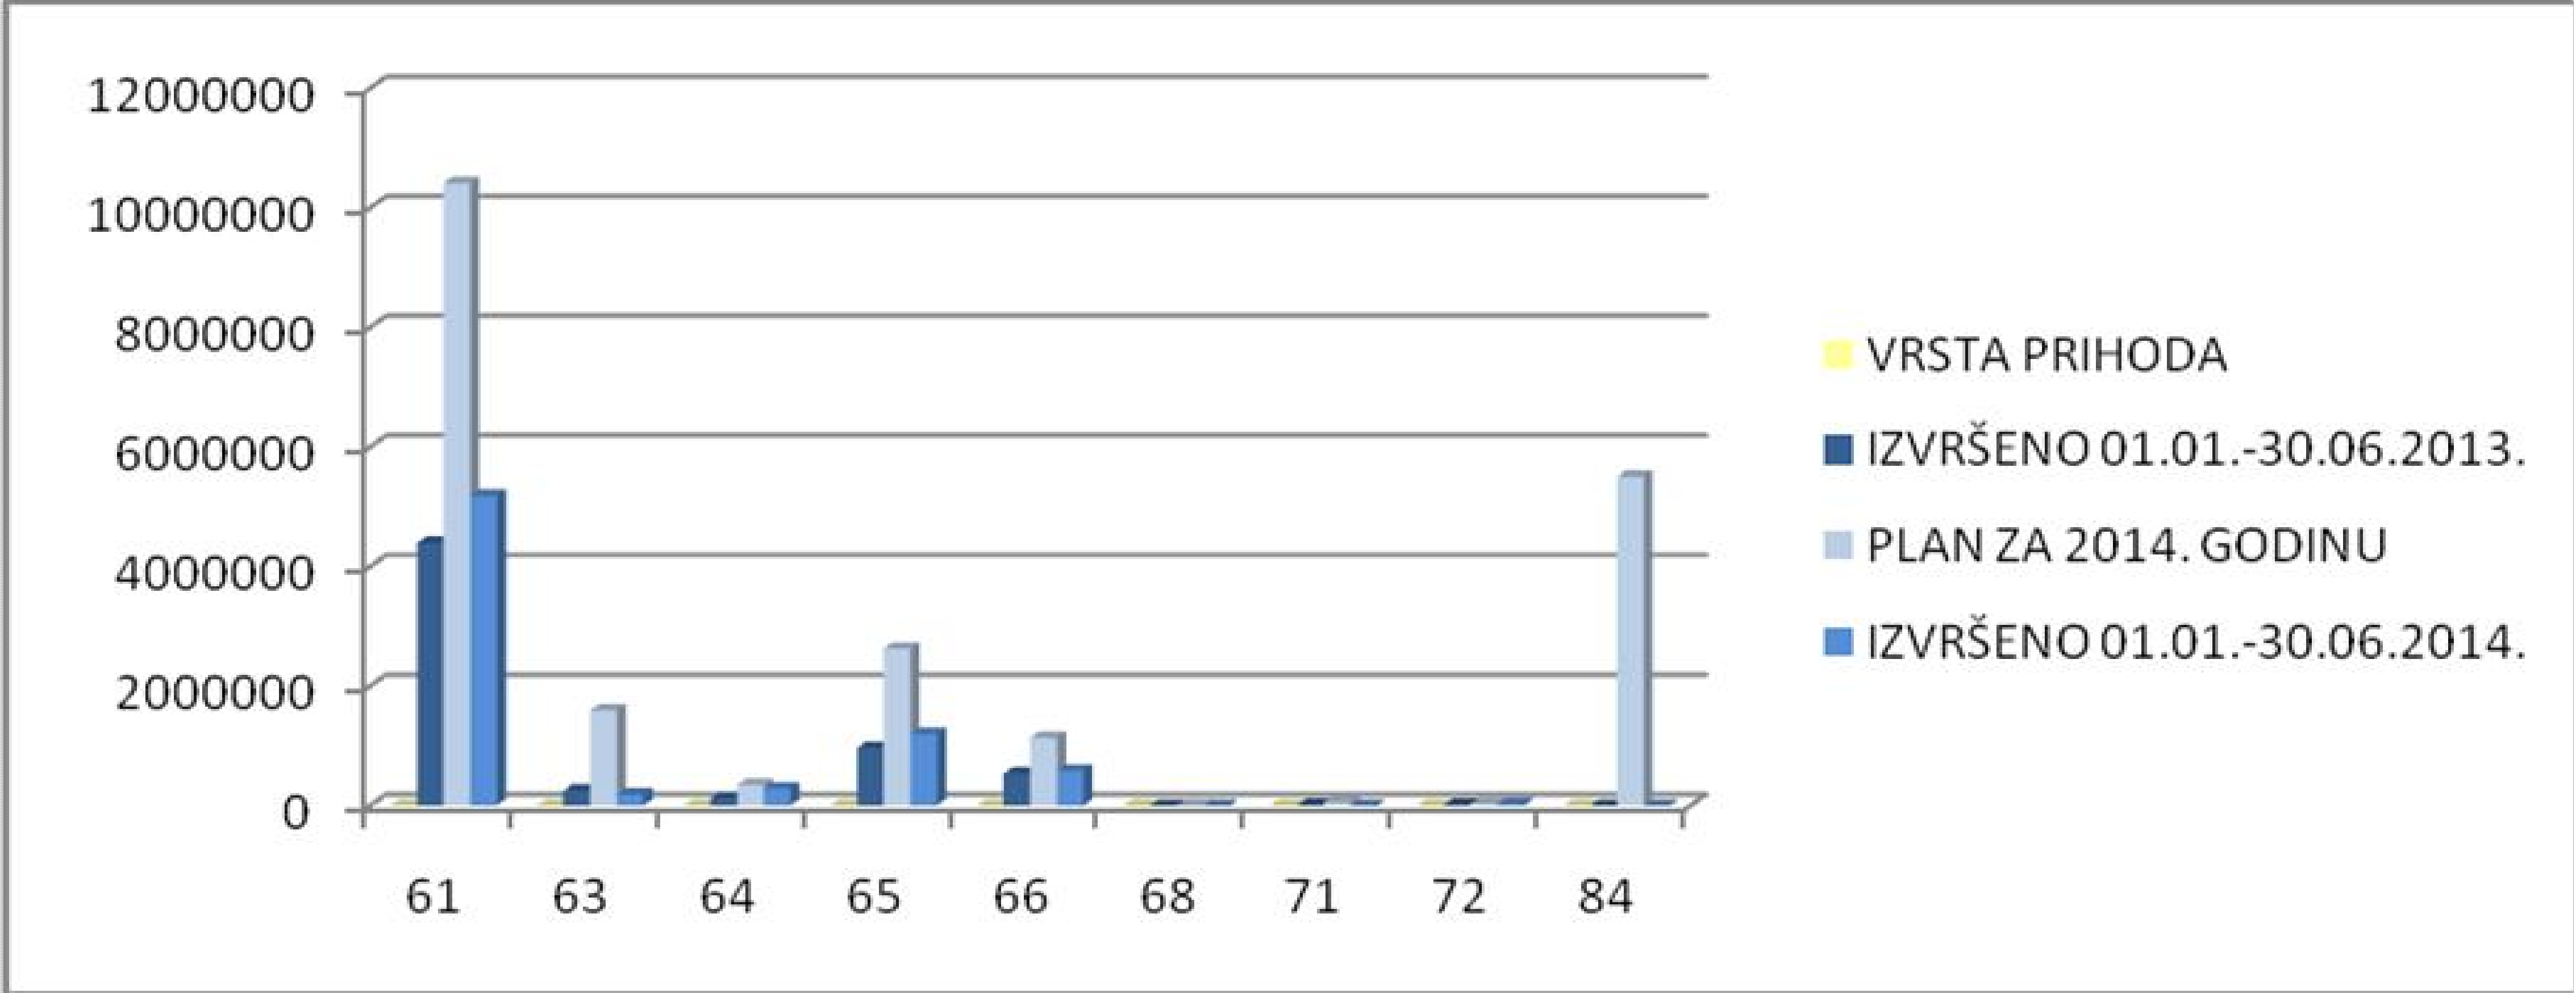 12000000
10000000
8000000
6000000
4000000
2000000
0
61 63 64 65 66 68 71 72 84
VRSTA PRIHODA
IZVRŠENO 01.01.-30.06.2013.
PLAN ZA 2014. GODINU
IZVRŠENO 01.01.-30.06.2014.